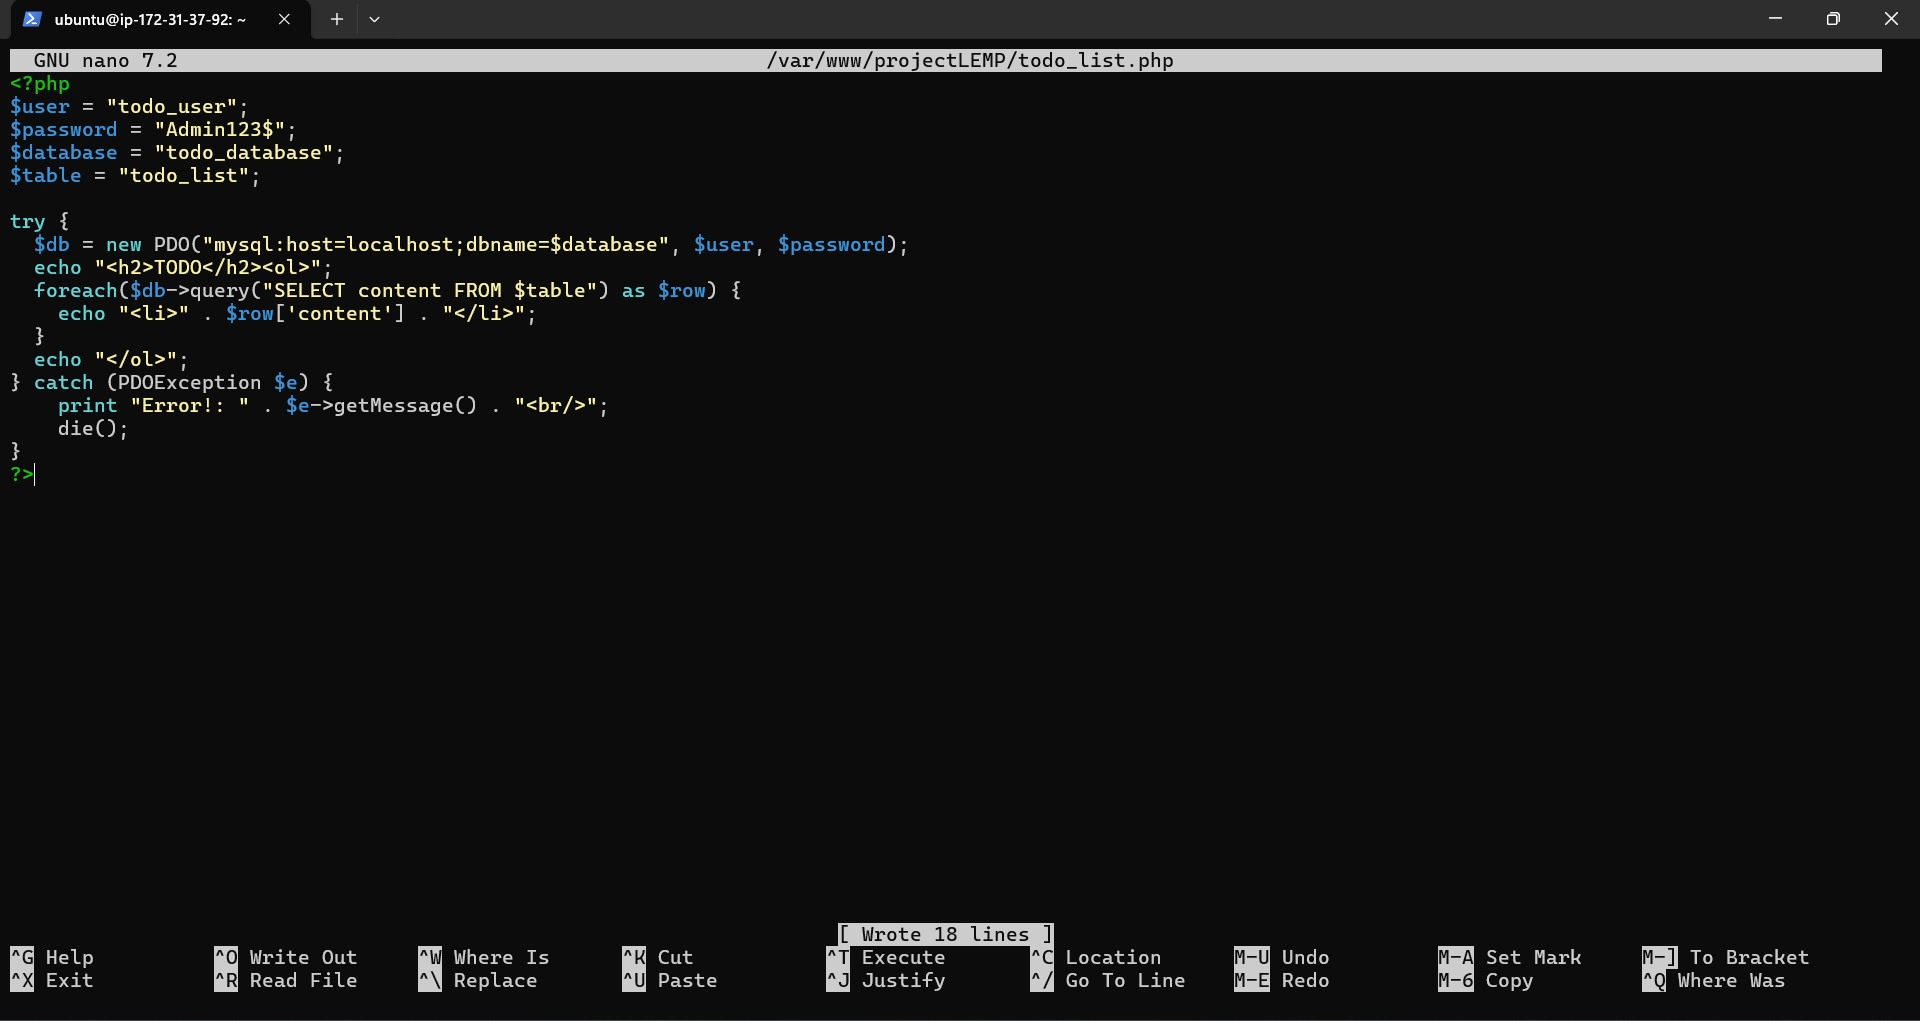 ubuntu@ip-172-31-37-92: ~
GNU nano 7.2 /var/www/projectLEMP/todo_list.php
<?php
$user = "todo_user";
$password = "Admin123$";
$database = "todo_database";
$table = "todo_list";

try {
  $db = new PDO("mysql:host=localhost;dbname=$database", $user, $password);
  echo "<h2>TODO</h2><ol>";
  foreach($db->query("SELECT content FROM $table") as $row) {
    echo "<li>" . $row['content'] . "</li>";
  }
  echo "</ol>";
} catch (PDOException $e) {
    print "Error!: " . $e->getMessage() . "<br/>";
    die();
}
?>
[ Wrote 18 lines ]
^G Help ^O Write Out ^W Where Is ^K Cut ^T Execute ^C Location M-U Undo M-A Set Mark M-] To Bracket
^X Exit ^R Read File ^\ Replace ^U Paste ^J Justify ^/ Go To Line M-E Redo M-6 Copy ^Q Where Was